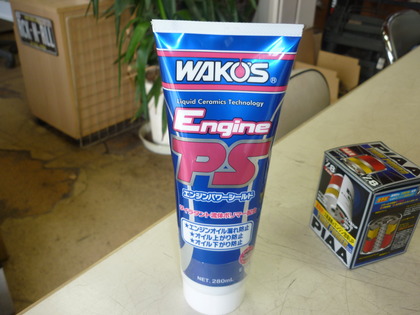 WAKO'S®
Liquid Ceramics Technology
Engine
PS
エンジンパワーシールド
★エンジンオイル漏れ防止
★オイル上がり防止
★オイル下がり防止
NET. 280mL
PIAA
PIAA